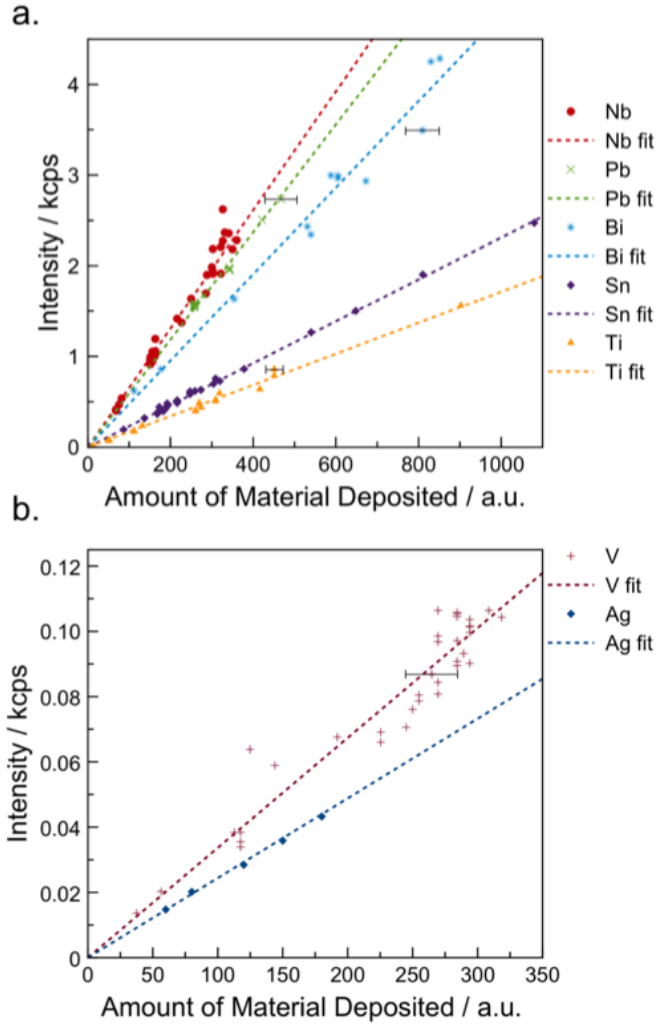 a.
4
3
2
1
0
Intensity / kcps
0 200 400 600 800 1000
Amount of Material Deposited / a.u.
Nb
Nb fit
Pb
Pb fit
Bi
Bi fit
Sn
Sn fit
Ti
Ti fit
b.
0.12
0.10
0.08
0.06
0.04
0.02
0
Intensity / kcps
0 50 100 150 200 250 300 350
Amount of Material Deposited / a.u.
V
V fit
Ag
Ag fit